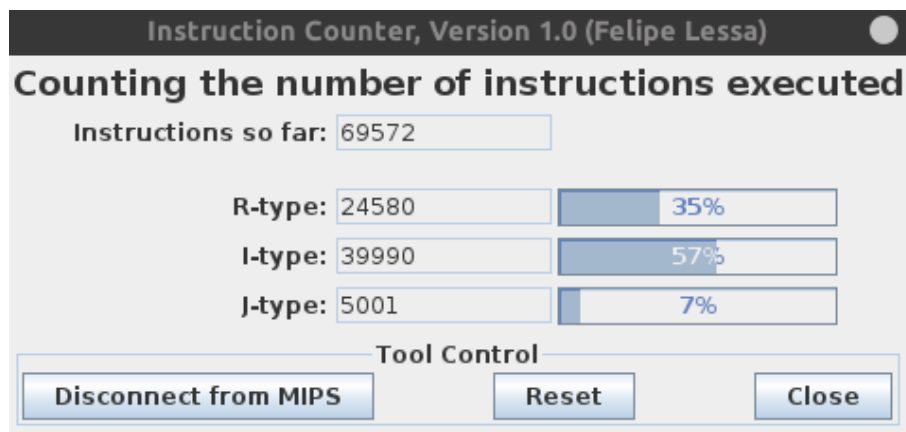 Instruction Counter, Version 1.0 (Felipe Lessa)
Counting the number of instructions executed
Instructions so far: 69572
R-type: 24580 35%
I-type: 39990 57%
J-type: 5001 7%
Tool Control
Disconnect from MIPS Reset Close